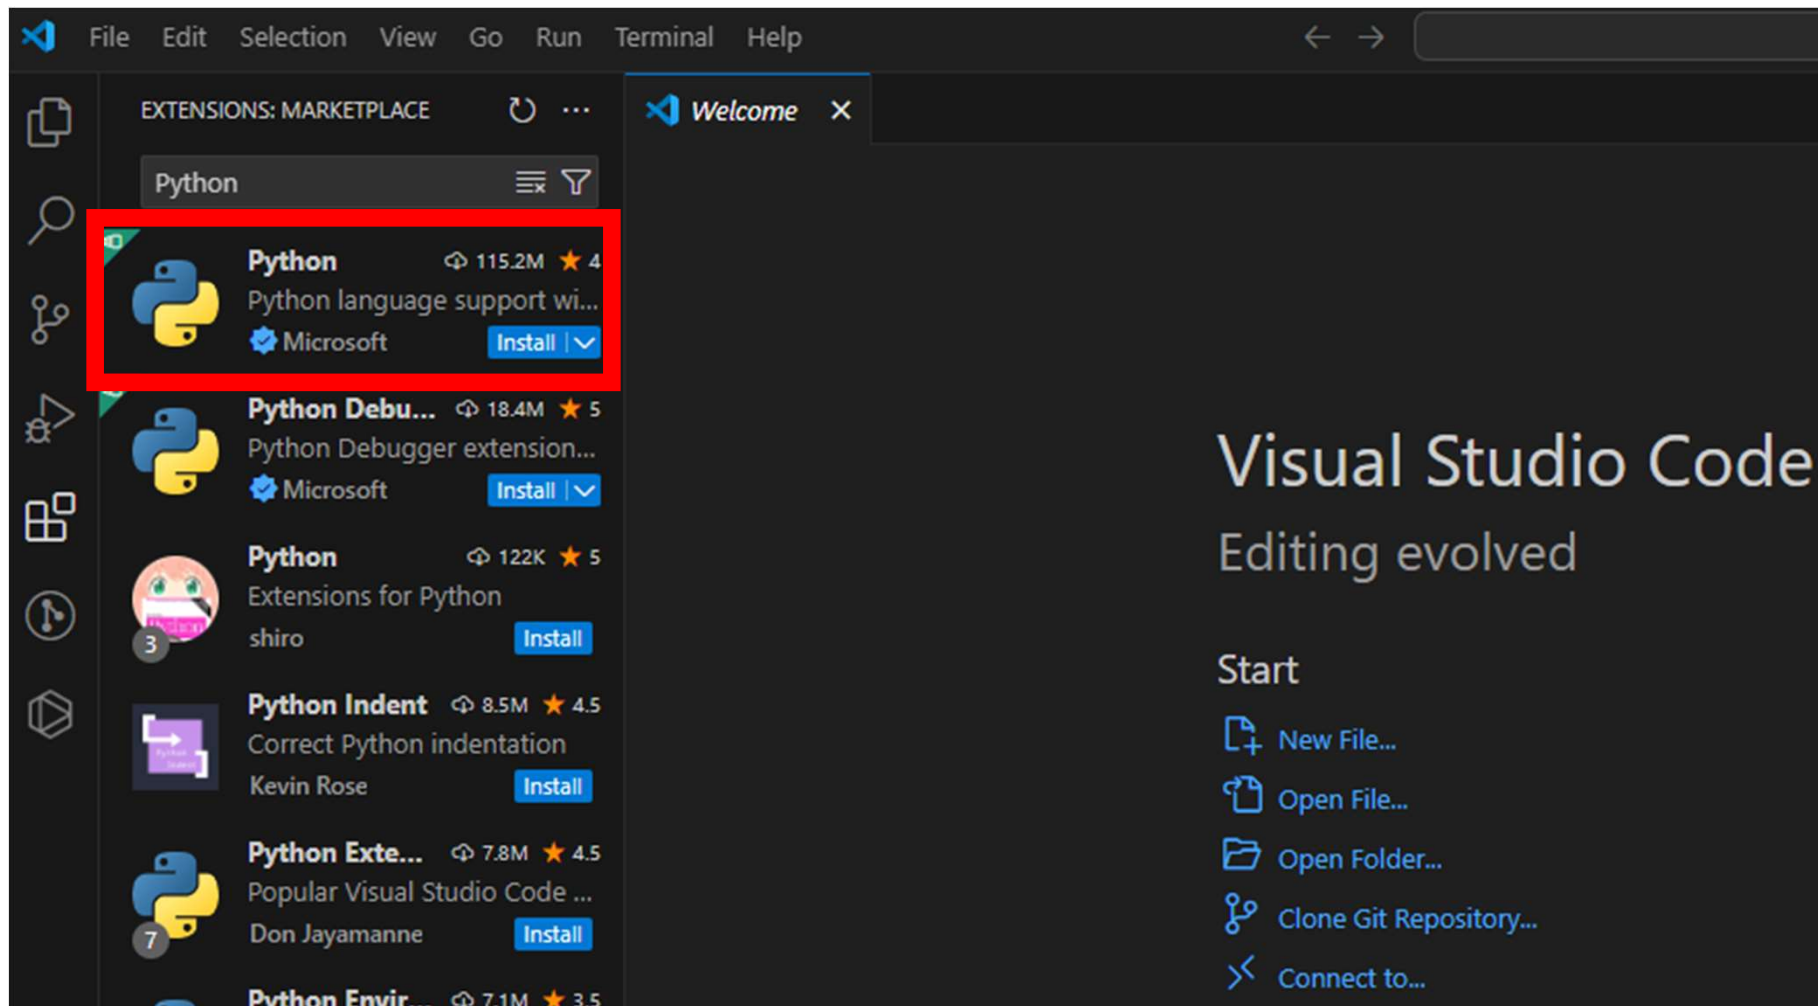 File Edit Selection View Go Run Terminal Help
EXTENSIONS: MARKETPLACE
Welcome
Python
Python 115.2M 4
Python language support wi...
Microsoft Install
Python Debu... 18.4M 5
Python Debugger extension...
Microsoft Install
Python 122K 5
Extensions for Python
shiro Install
3
Python Indent 8.5M 4.5
Correct Python indentation
Kevin Rose Install
Python Exte... 7.8M 4.5
Popular Visual Studio Code ...
Don Jayamanne Install
7
Python Envir... 7.1M 3.5
Visual Studio Code
Editing evolved
Start
New File...
Open File...
Open Folder...
Clone Git Repository...
Connect to...